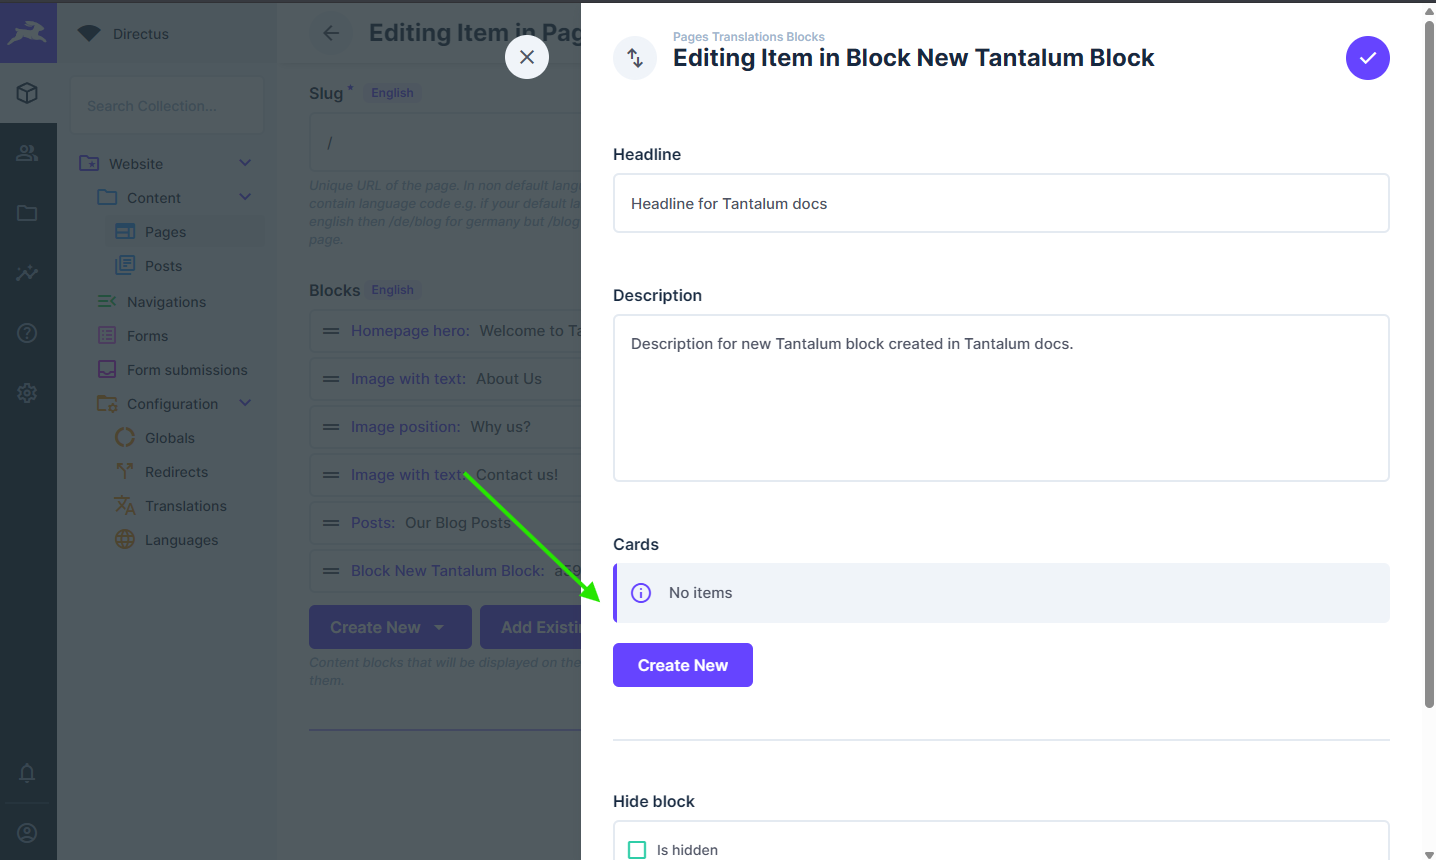 Directus
Search Collection...
Website
Content
Pages
Posts
Navigations
Forms
Form submissions
Configuration
Globals
Redirects
Translations
Languages
Editing Item in Pag
Slug * English
/
Unique URL of the page. In non default lang
contain language code e.g. if your default la
english then /de/blog for germany but /blog
page.
Blocks English
Homepage hero: Welcome to Ta
Image with text: About Us
Image position: Why us?
Image with text: Contact us!
Posts: Our Blog Posts
Block New Tantalum Block: a59
Create New
Add Existin
Content blocks that will be displayed on the
them.
Pages Translations Blocks
Editing Item in Block New Tantalum Block
Headline
Headline for Tantalum docs
Description
Description for new Tantalum block created in Tantalum docs.
Cards
No items
Create New
Hide block
Is hidden